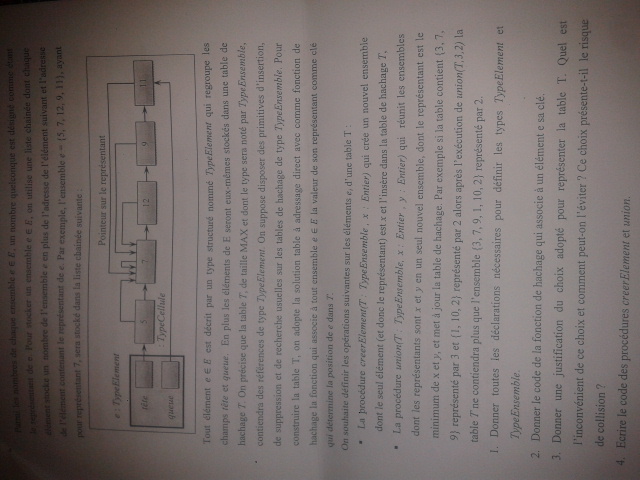 Parmi les membres de chaque ensemble e ∈ E, un nombre quelconque est désigné comme étant
le représentant de e. Pour stocker un ensemble e ∈ E, on utilise une liste chaînée dont chaque
élément stocke un nombre de l'ensemble e en plus de l'adresse de l'élément suivant et l'adresse
de l'élément contenant le représentant de e. Par exemple, l'ensemble e = {5, 7, 12, 9, 11}, ayant
pour représentant 7, sera stocké dans la liste chaînée suivante :
Pointeur sur le représentant
e : TypeElement
tête
queue
5
12
9
11
: TypeCellule
Tout élément e ∈ E est décrit par un type structuré nommé TypeElement qui regroupe les
champs tête et queue. En plus les éléments de E seront eux-mêmes stockés dans une table de
hachage T. On précise que la table T, de taille MAX et dont le type sera noté par TypeEnsemble,
contiendra des références de type TypeElement. On suppose disposer des primitives d'insertion,
de suppression et de recherche usuelles sur les tables de hachage de type TypeEnsemble. Pour
construire la table T, on adopte la solution table à adressage direct avec comme fonction de
hachage la fonction qui associe à tout ensemble e ∈ E la valeur de son représentant comme clé
qui détermine la position de e dans T.
On souhaite définir les opérations suivantes sur les éléments e, d'une table T :
* La procédure creerElement(T : TypeEnsemble, x : Entier) qui crée un nouvel ensemble
dont le seul élément (et donc le représentant) est x et l'insère dans la table de hachage T,
* La procédure union(T : TypeEnsemble, x : Entier, y : Entier) qui réunit les ensembles
dont les représentants sont x et y en un seul nouvel ensemble, dont le représentant est le
minimum de x et y, et met à jour la table de hachage. Par exemple si la table contient {3, 7,
9} représenté par 3 et {1, 10, 2} représenté par 2 alors après l'exécution de union(T,3,2) la
table T ne contiendra plus que l'ensemble {3, 7, 9, 1, 10, 2} représenté par 2.
1. Donner toutes les déclarations nécessaires pour définir les types TypeElement et
TypeEnsemble.
2. Donner le code de la fonction de hachage qui associe à un élément e sa clé.
3. Donner une justification du choix adopté pour représenter la table T. Quel est
l'inconvénient de ce choix et comment peut-on l'éviter ? Ce choix présente-t-il le risque
de collision ?
4. Ecrire le code des procédures creerElement et union.